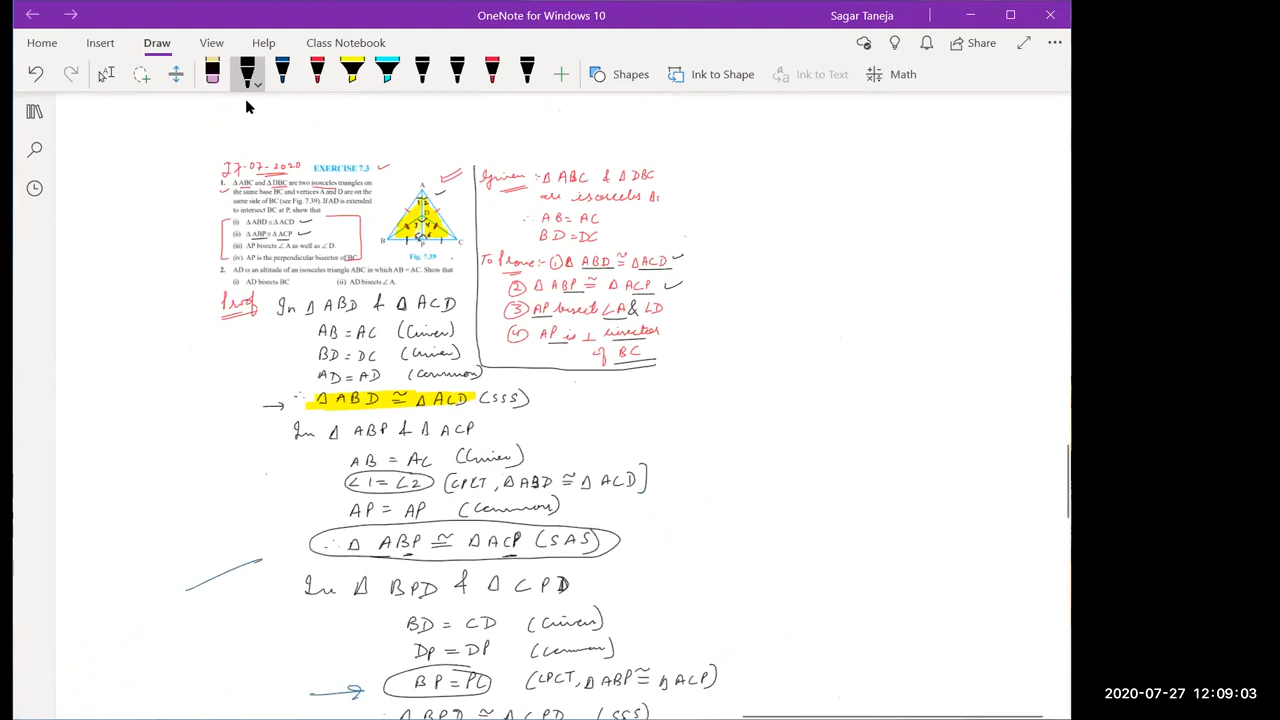 OneNote for Windows 10
Sagar Taneja
Home Insert Draw View Help Class Notebook
Share
Shapes
Ink to Shape
Ink to Text
Math
27-07-2020 EXERCISE 7.3
1. Δ ABC and Δ DBC are two isosceles triangles on
the same base BC and vertices A and D are on the
same side of BC (see Fig. 7.39). If AD is extended
to intersect BC at P, show that
(i) Δ ABD ≅ Δ ACD
(ii) Δ ABP ≅ Δ ACP
(iii) AP bisects ∠ A as well as ∠ D.
(iv) AP is the perpendicular bisector of BC.
A
D
B
P
C
Fig. 7.39
2. AD is an altitude of an isosceles triangle ABC in which AB = AC. Show that
(i) AD bisects BC (ii) AD bisects ∠ A.
Given :- Δ ABC & Δ DBC
are isosceles Δs
∴ AB = AC
BD = DC
To Prove :- (1) Δ ABD ≅ Δ ACD
(2) Δ ABP ≅ Δ ACP
(3) AP bisect ∠A & ∠D
(4) AP is ⊥ bisector
of BC
Proof In Δ ABD & Δ ACD
AB = AC (Given)
BD = DC (Given)
AD = AD (common)
∴ Δ ABD ≅ Δ ACD (SSS)
In Δ ABP & Δ ACP
AB = AC (Given)
∠1 = ∠2 [CPCT, Δ ABD ≅ Δ ACD]
AP = AP (Common)
∴ Δ ABP ≅ Δ ACP (SAS)
In Δ BPD & Δ CPD
BD = CD (Given)
DP = DP (Common)
BP = PC (CPCT, Δ ABP ≅ Δ ACP)
∴ Δ BPD ≅ Δ CPD (SSS)
2020-07-27 12:09:03